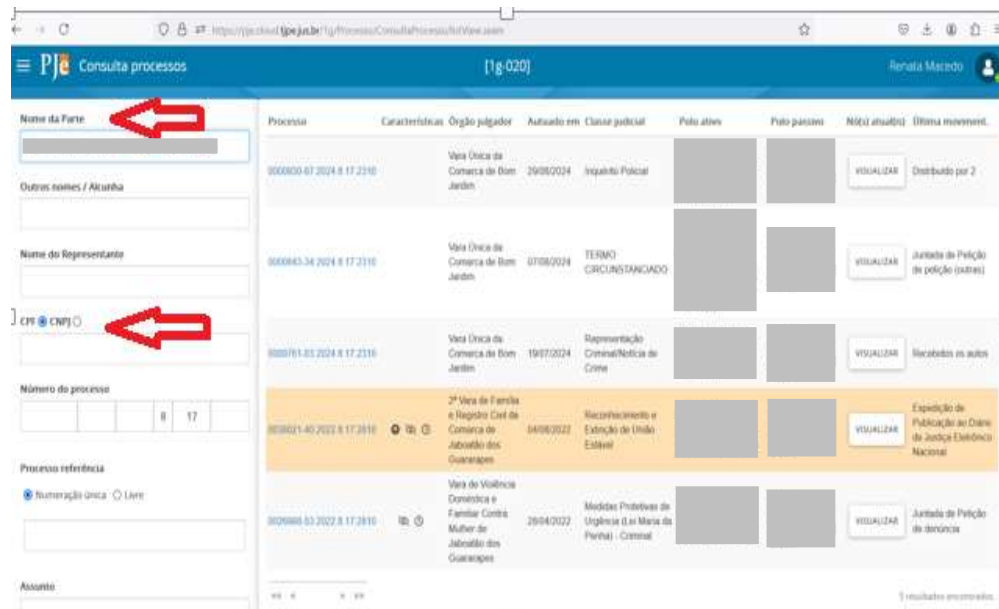 PJe Consulta processos
[1g-020]
Renata Macedo
Nome da Parte
Outros nomes / Alcunha
Nome do Representante
CPF CNPJ
Número do processo
8 17
Processo referência
Numeração única Livre
Assunto
Processo Características Órgão julgador Autuado em Classe judicial Polo ativo Polo passivo Nó(s) atual(is) Última moviment.
Vara Única da
Comarca de Bom
Jardim
29/08/2024
Inquérito Policial
VISUALIZAR
Distribuído por 2
Vara Única da
Comarca de Bom
Jardim
07/08/2024
TERMO
CIRCUNSTANCIADO
VISUALIZAR
Juntada de Petição
de petição (outras)
Vara Única da
Comarca de Bom
Jardim
19/07/2024
Representação
Criminal/Notícia de
Crime
VISUALIZAR
Recebidos os autos
2ª Vara de Família
e Registro Civil da
Comarca de
Jaboatão dos
Guararapes
04/08/2022
Reconhecimento e
Extinção de União
Estável
VISUALIZAR
Expedição de
Publicação ao Diário
de Justiça Eletrônico
Nacional
Vara de Violência
Doméstica e
Familiar Contra
Mulher de
Jaboatão dos
Guararapes
Medidas Protetivas de
Urgência (Lei Maria da
Penha) - Criminal
VISUALIZAR
Juntada de Petição
de denúncia
5 resultados encontrados